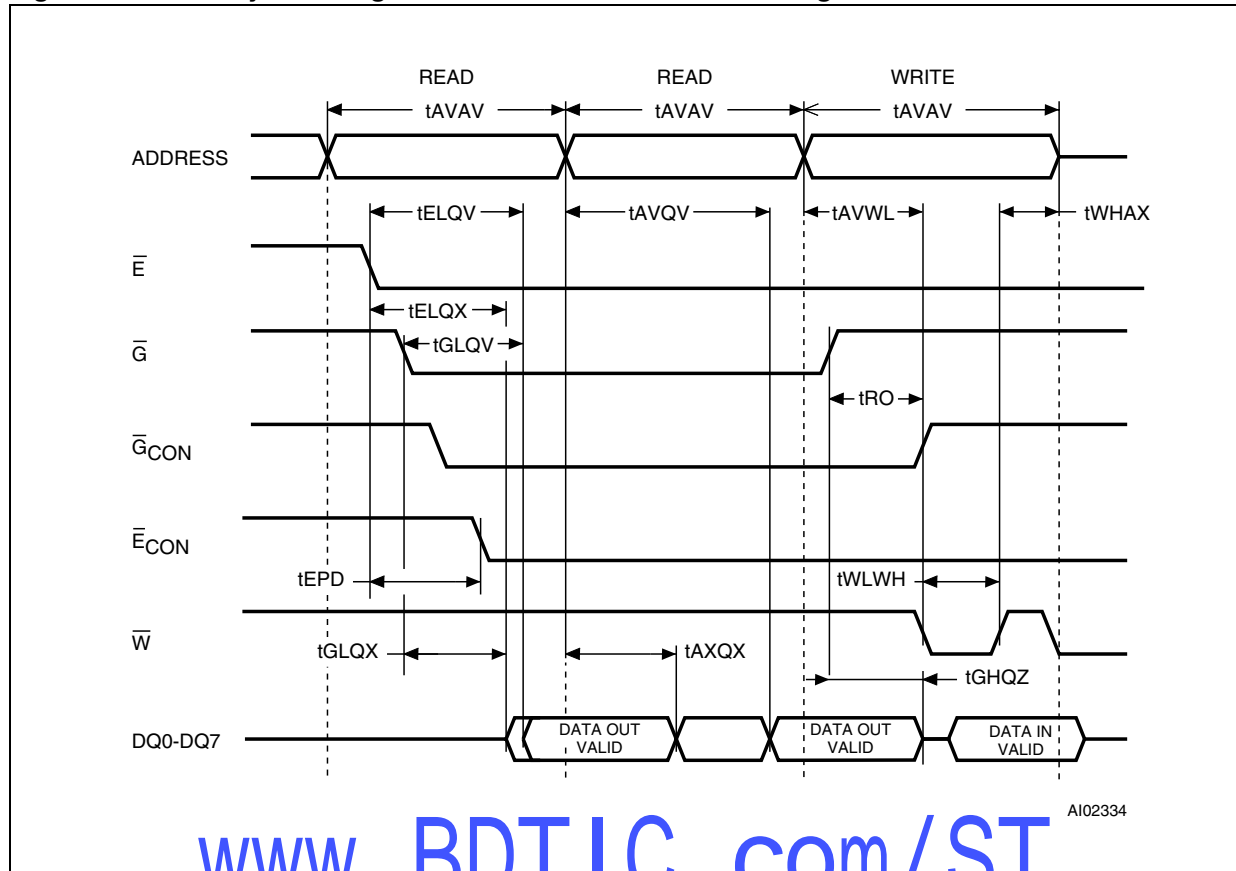 READ READ WRITE
tAVAV tAVAV tAVAV
ADDRESS
tELQV tAVQV tAVWL tWHAX
E
tELQX
G tGLQV
tRO
GCON
ECON
tEPD tWLWH
W
tGLQX tAXQX
tGHQZ
DQ0-DQ7 DATA OUT VALID DATA OUT VALID DATA IN VALID
AI02334
www.BDTIC.com/ST